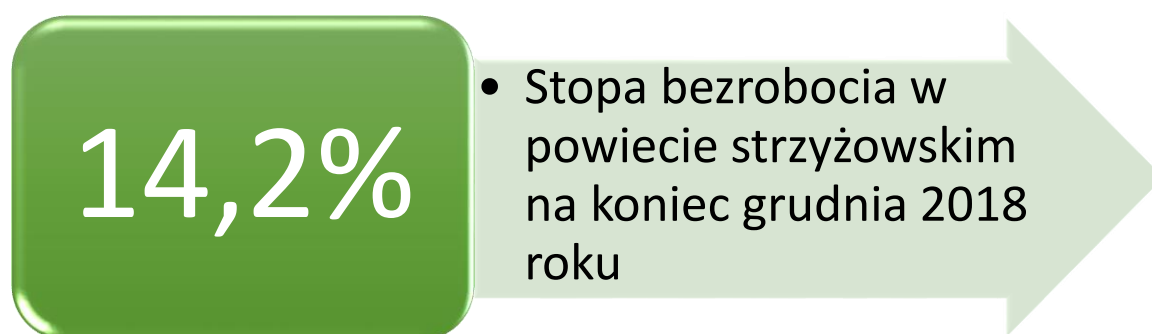 14,2%
• Stopa bezrobocia w
powiecie strzyżowskim
na koniec grudnia 2018
roku